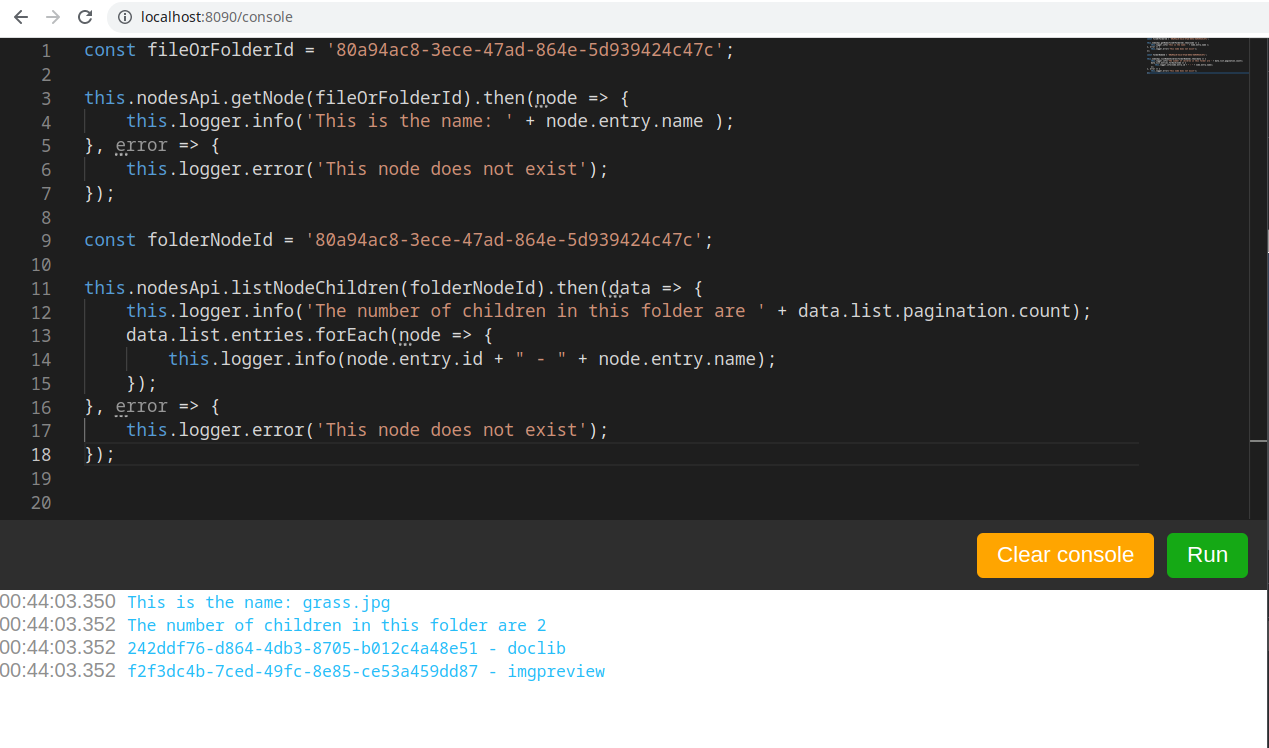 localhost:8090/console
1 const fileOrFolderId = '80a94ac8-3ece-47ad-864e-5d939424c47c';
2
3 this.nodesApi.getNode(fileOrFolderId).then(node => {
4     this.logger.info('This is the name: ' + node.entry.name );
5 }, error => {
6     this.logger.error('This node does not exist');
7 });
8
9 const folderNodeId = '80a94ac8-3ece-47ad-864e-5d939424c47c';
10
11 this.nodesApi.listNodeChildren(folderNodeId).then(data => {
12     this.logger.info('The number of children in this folder are ' + data.list.pagination.count);
13     data.list.entries.forEach(node => {
14         this.logger.info(node.entry.id + " - " + node.entry.name);
15     });
16 }, error => {
17     this.logger.error('This node does not exist');
18 });
19
20
Clear console Run
00:44:03.350 This is the name: grass.jpg
00:44:03.352 The number of children in this folder are 2
00:44:03.352 242ddf76-d864-4db3-8705-b012c4a48e51 - doclib
00:44:03.352 f2f3dc4b-7ced-49fc-8e85-ce53a459dd87 - imgpreview